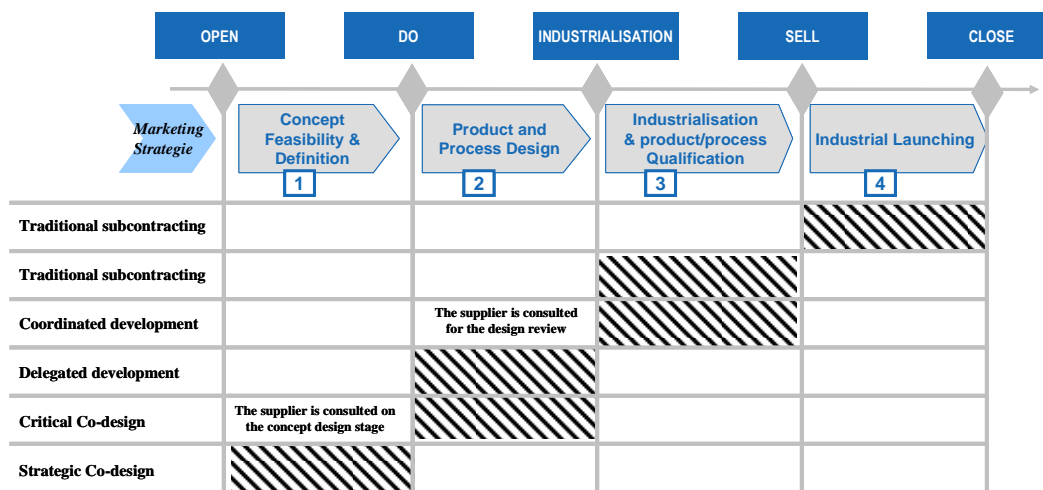 OPEN
DO
INDUSTRIALISATION
SELL
CLOSE
Marketing
Strategie
Concept
Feasibility &
Definition
1
Product and
Process Design
2
Industrialisation
& product/process
Qualification
3
Industrial Launching
4
Traditional subcontracting
Traditional subcontracting
Coordinated development
The supplier is consulted
for the design review
Delegated development
Critical Co-design
The supplier is consulted on
the concept design stage
Strategic Co-design